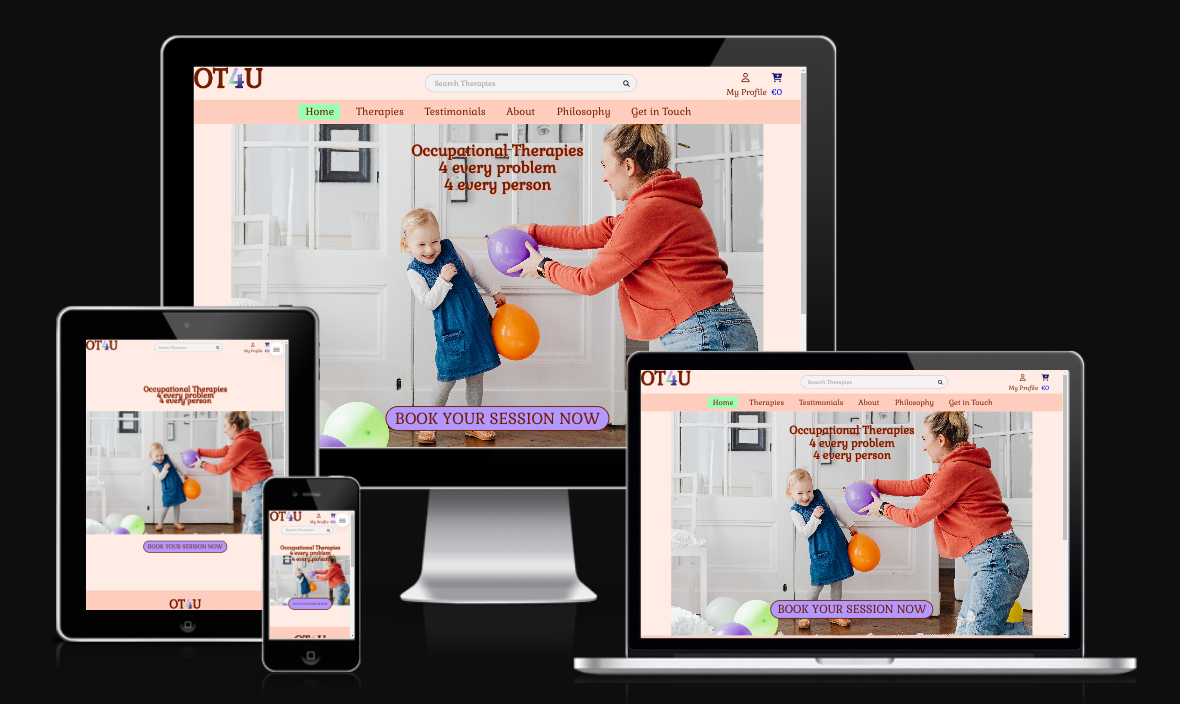 OT4U
Search Therapies
My Profile €0
Home Therapies Testimonials About Philosophy Get in Touch
Occupational Therapies
4 every problem
4 every person
BOOK YOUR SESSION NOW
OT4U
Search Therapies
My Profile €0
Occupational Therapies
4 every problem
4 every person
BOOK YOUR SESSION NOW
OT4U
OT4U
My Profile €0
Search Therapies
Occupational Therapies
4 every problem
4 every person
BOOK YOUR SESSION NOW
OT4U
Search Therapies
My Profile €0
Home Therapies Testimonials About Philosophy Get in Touch
Occupational Therapies
4 every problem
4 every person
BOOK YOUR SESSION NOW